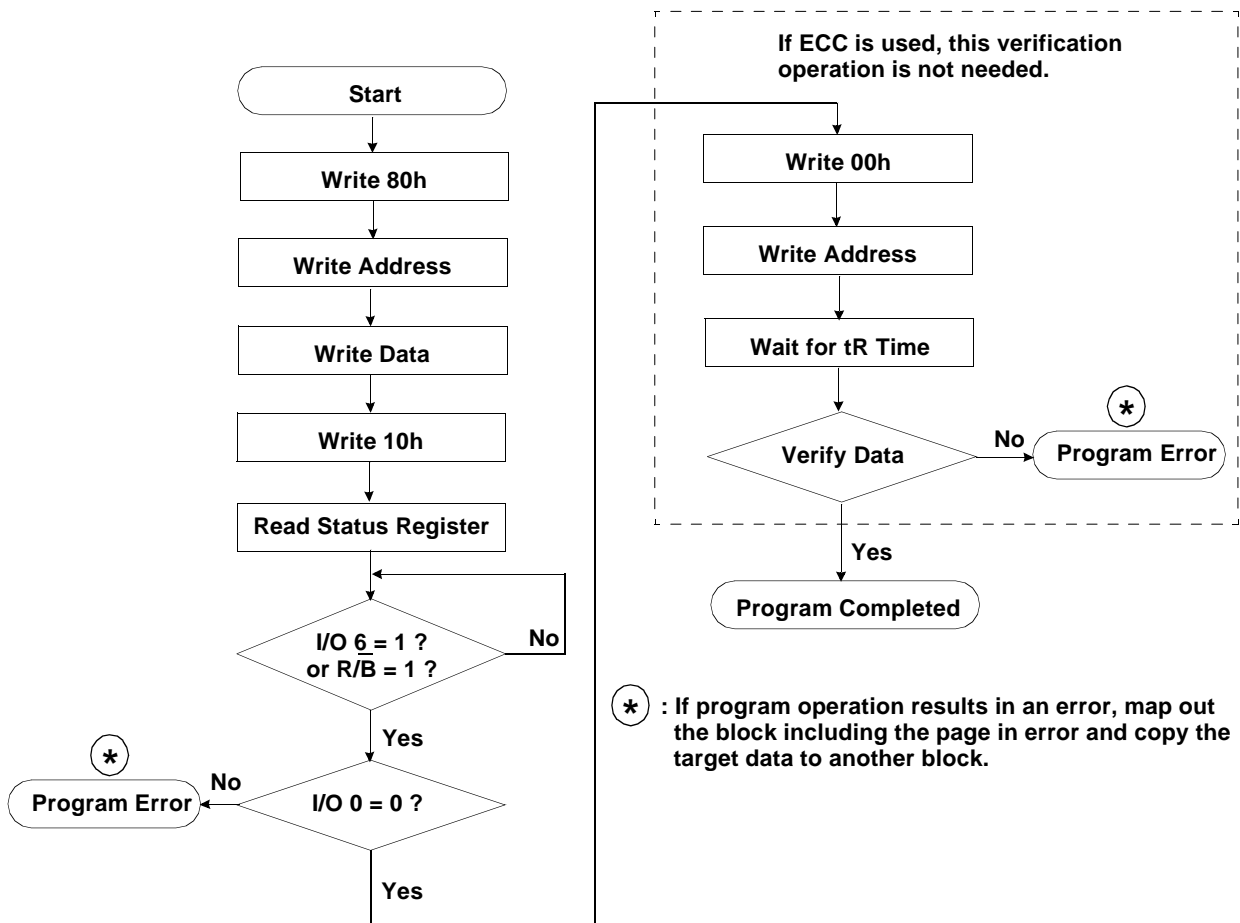 Start
Write 80h
Write Address
Write Data
Write 10h
Read Status Register
I/O 6 = 1 ?
or R/B̅ = 1 ?
No
Yes
*
No
Program Error
I/O 0 = 0 ?
Yes
If ECC is used, this verification
operation is not needed.
Write 00h
Write Address
Wait for tR Time
*
Verify Data
No
Program Error
Yes
Program Completed
* : If program operation results in an error, map out
the block including the page in error and copy the
target data to another block.